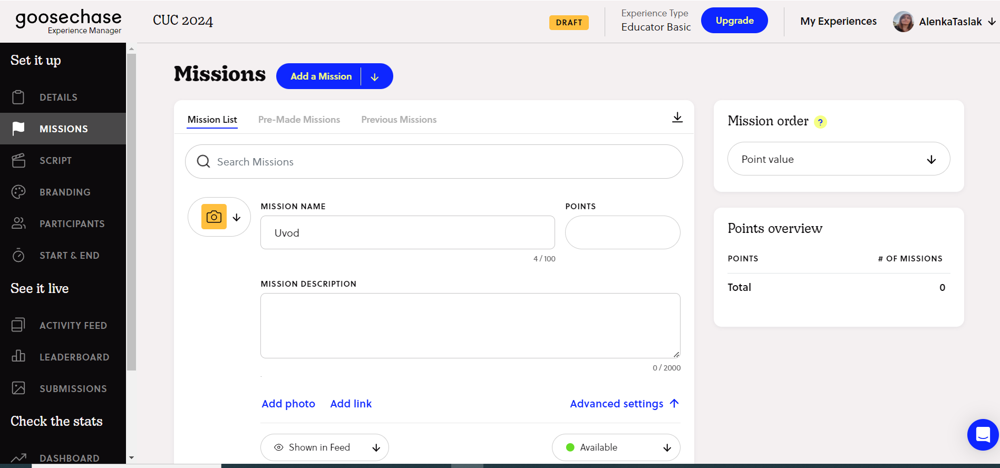 goosechase
Experience Manager
CUC 2024
DRAFT
Experience Type
Educator Basic
Upgrade
My Experiences
AlenkaTaslak
Set it up
DETAILS
MISSIONS
SCRIPT
BRANDING
PARTICIPANTS
START & END
See it live
ACTIVITY FEED
LEADERBOARD
SUBMISSIONS
Check the stats
DASHBOARD
Missions
Add a Mission
Mission List
Pre-Made Missions
Previous Missions
Search Missions
MISSION NAME
POINTS
Uvod
4 / 100
MISSION DESCRIPTION
0 / 2000
Add photo
Add link
Advanced settings
Shown in Feed
Available
Mission order ?
Point value
Points overview
POINTS
# OF MISSIONS
Total
0